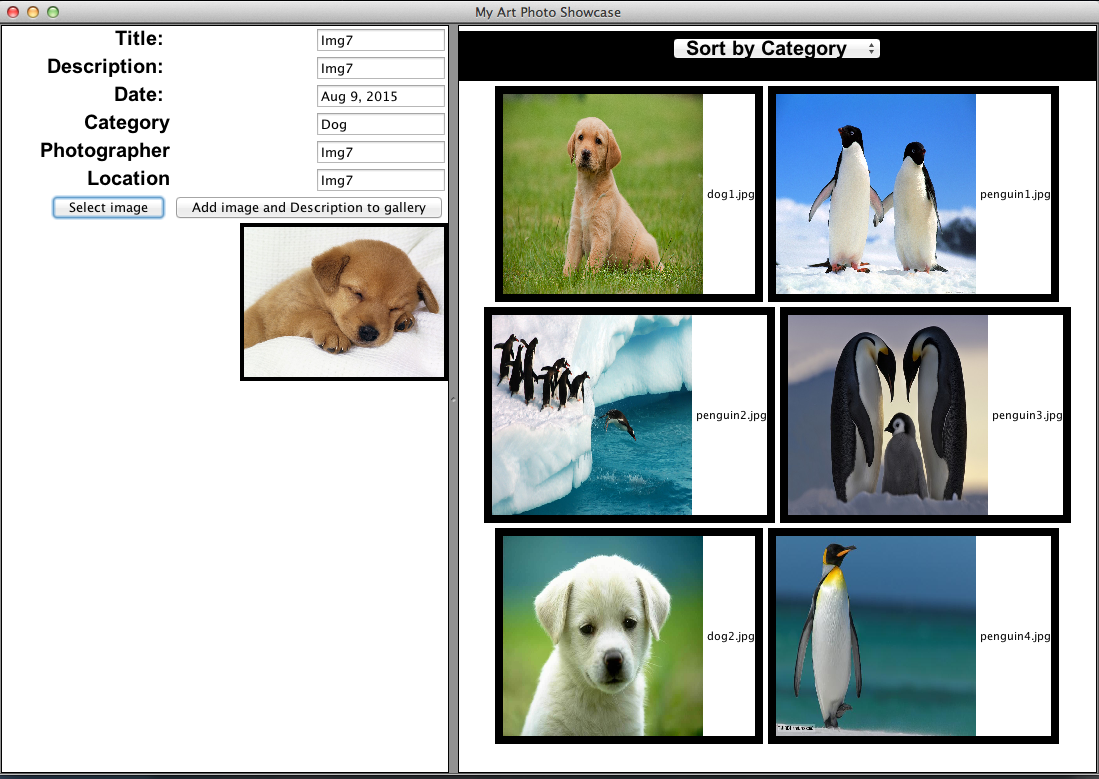 My Art Photo Showcase
Title: Img7
Description: Img7
Date: Aug 9, 2015
Category Dog
Photographer Img7
Location Img7
Select image Add image and Description to gallery
Sort by Category
dog1.jpg penguin1.jpg
penguin2.jpg penguin3.jpg
dog2.jpg penguin4.jpg